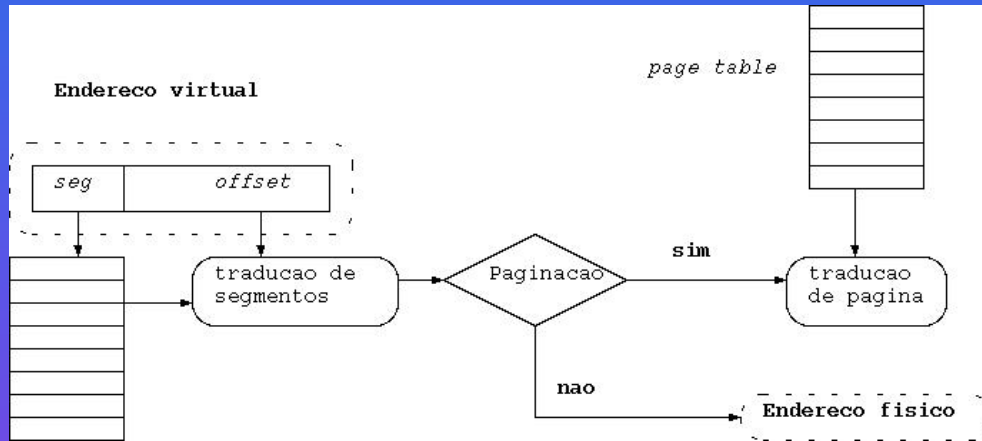 page table
Endereco virtual
seg offset
sim
traducao de
segmentos
Paginacao
traducao
de pagina
nao
Endereco fisico